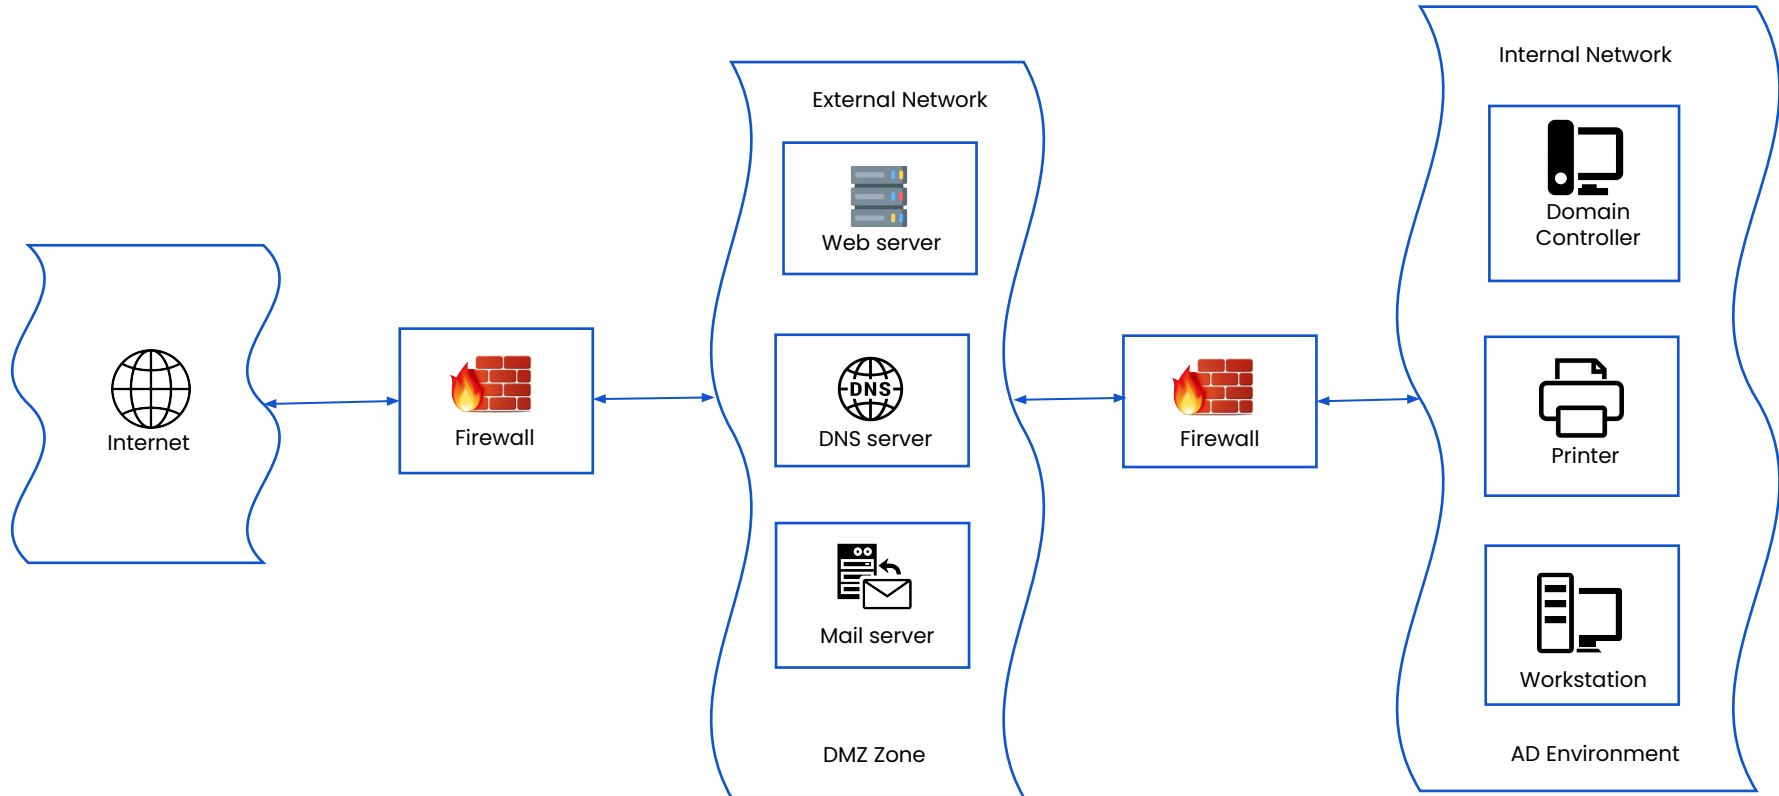 Internet
Firewall
External Network
Web server
DNS
DNS server
Mail server
DMZ Zone
Firewall
Internal Network
Domain
Controller
Printer
Workstation
AD Environment